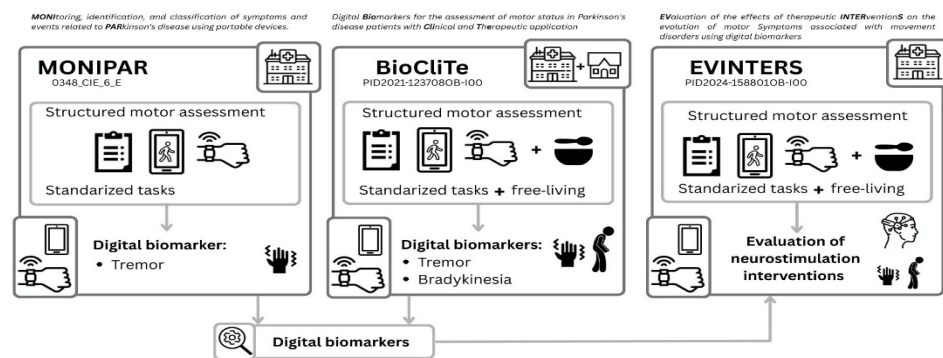 MONItoring, identification, and classification of symptoms and
events related to PARkinson's disease using portable devices.
MONIPAR
0348_CIE_6_E
Structured motor assessment
Standarized tasks
Digital biomarker:
• Tremor
Digital Biomarkers for the assessment of motor status in Parkinson's
disease patients with CLInical and Therapeutic application
BioCliTe
PID2021-123708OB-I00
+
Structured motor assessment
+
Standarized tasks + free-living
Digital biomarkers:
• Tremor
• Bradykinesia
EValuation of the effects of therapeutic INTERventionS on the
evolution of motor Symptoms associated with movement
disorders using digital biomarkers
EVINTERS
PID2024-158801OB-I00
Structured motor assessment
+
Standarized tasks + free-living
Evaluation of
neurostimulation
interventions
Digital biomarkers